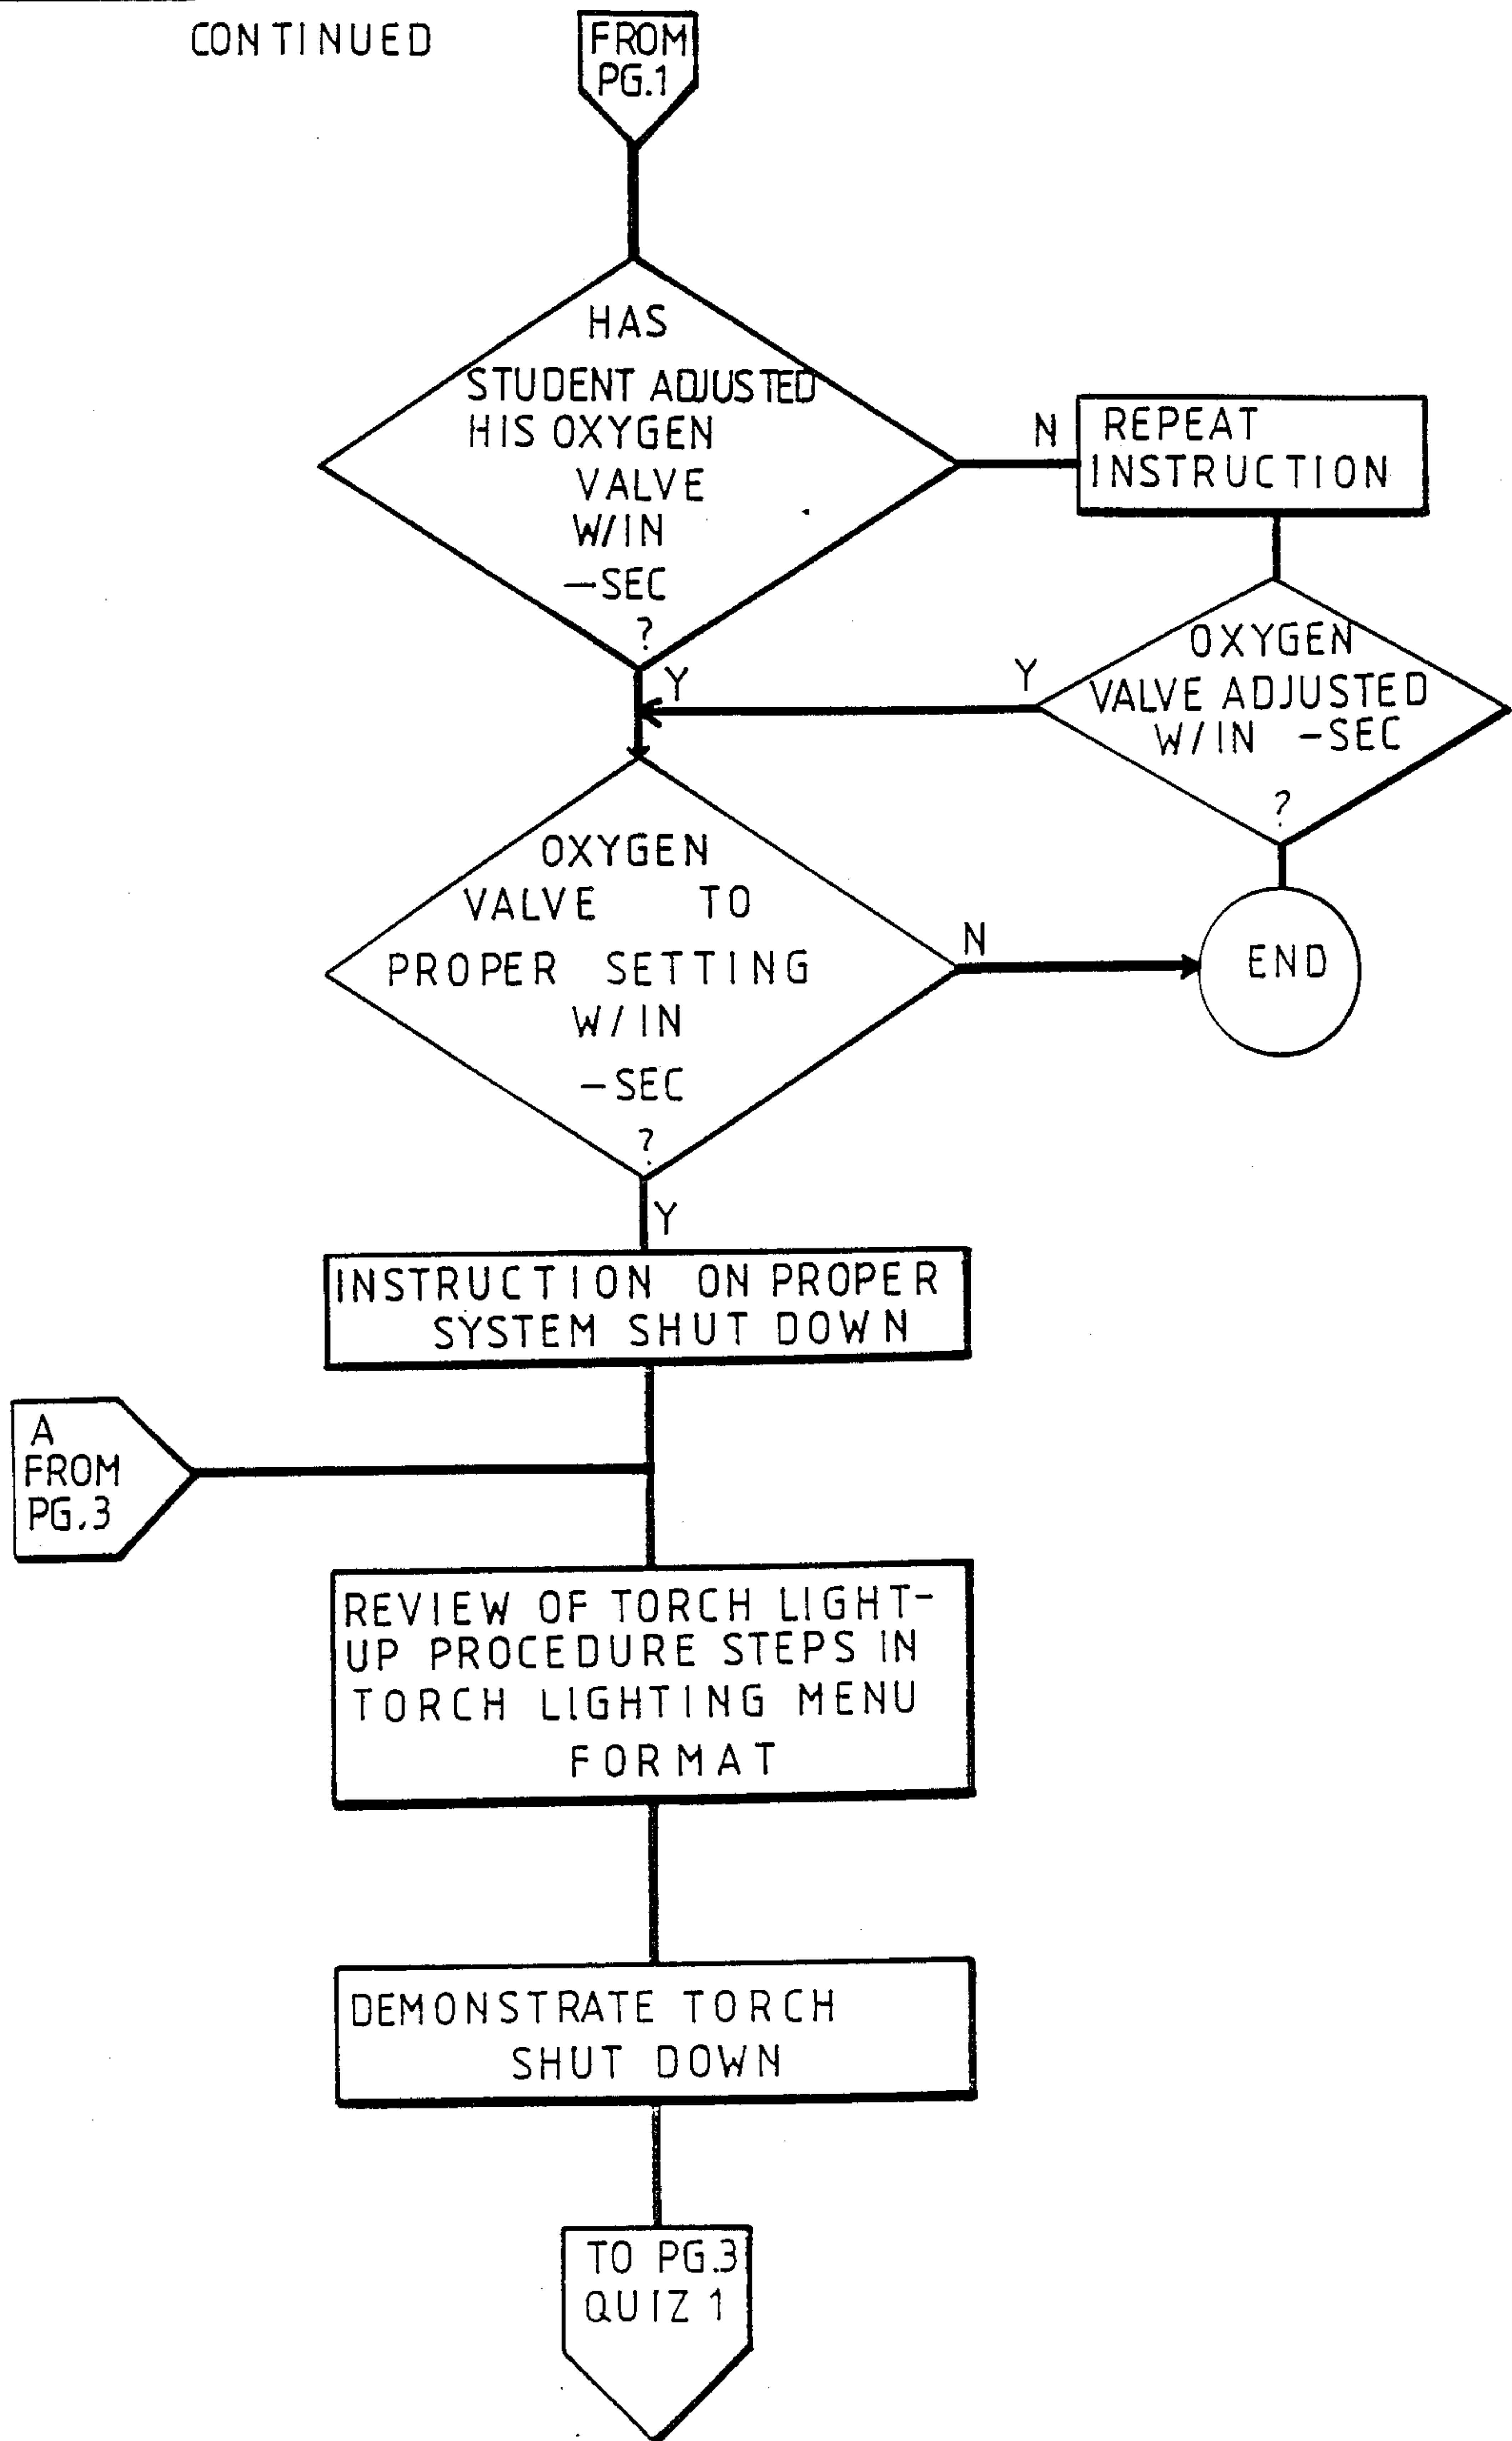 CONTINUED
FROM
PG.1
HAS
STUDENT ADJUSTED
HIS OXYGEN
VALVE
W/IN
—SEC
?
N
REPEAT
INSTRUCTION
Y
OXYGEN
VALVE ADJUSTED
W/IN -SEC
?
Y
OXYGEN
VALVE TO
PROPER SETTING
W/IN
-SEC
?
N
END
Y
INSTRUCTION ON PROPER
SYSTEM SHUT DOWN
A
FROM
PG.3
REVIEW OF TORCH LIGHT-
UP PROCEDURE STEPS IN
TORCH LIGHTING MENU
FORMAT
DEMONSTRATE TORCH
SHUT DOWN
TO PG.3
QUIZ 1